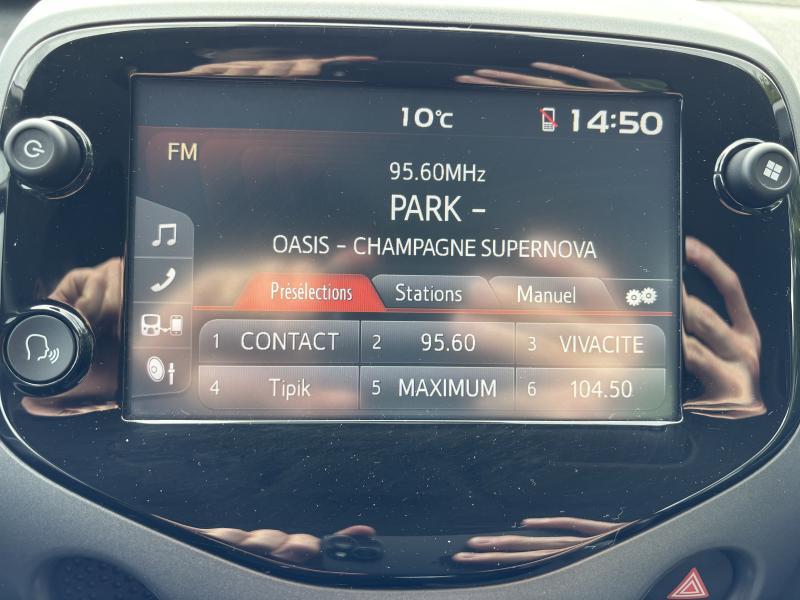 10°C 14:50
FM
95.60MHz
PARK -
OASIS - CHAMPAGNE SUPERNOVA
Présélections Stations Manuel
1 CONTACT 2 95.60 3 VIVACITE
4 Tipik 5 MAXIMUM 6 104.50